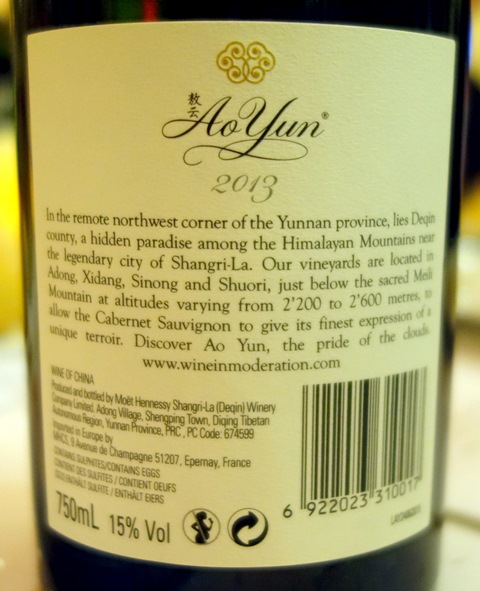 敖云
Ao Yun®
2013
In the remote northwest corner of the Yunnan province, lies Deqin
county, a hidden paradise among the Himalayan Mountains near
the legendary city of Shangri-La. Our vineyards are located in
Adong, Xidang, Sinong and Shuori, just below the sacred Meili
Mountain at altitudes varying from 2'200 to 2'600 metres, to
allow the Cabernet Sauvignon to give its finest expression of a
unique terroir. Discover Ao Yun, the pride of the clouds.
www.wineinmoderation.com
WINE OF CHINA
Produced and bottled by Moët Hennessy Shangri-La (Deqin) Winery
Company Limited, Adong Village, Shengping Town, Diqing Tibetan
Autonomous Region, Yunnan Province, PRC, PC Code: 674599
Imported in Europe by
MHCS, 9 Avenue de Champagne 51207, Epernay, France
CONTAINS SULPHITES/CONTAINS EGGS
CONTIENT DES SULFITES / CONTIENT OEUFS
ENTHÄLT SULFITE / ENTHÄLT EIERS
750mL 15% Vol
6 922023 310017